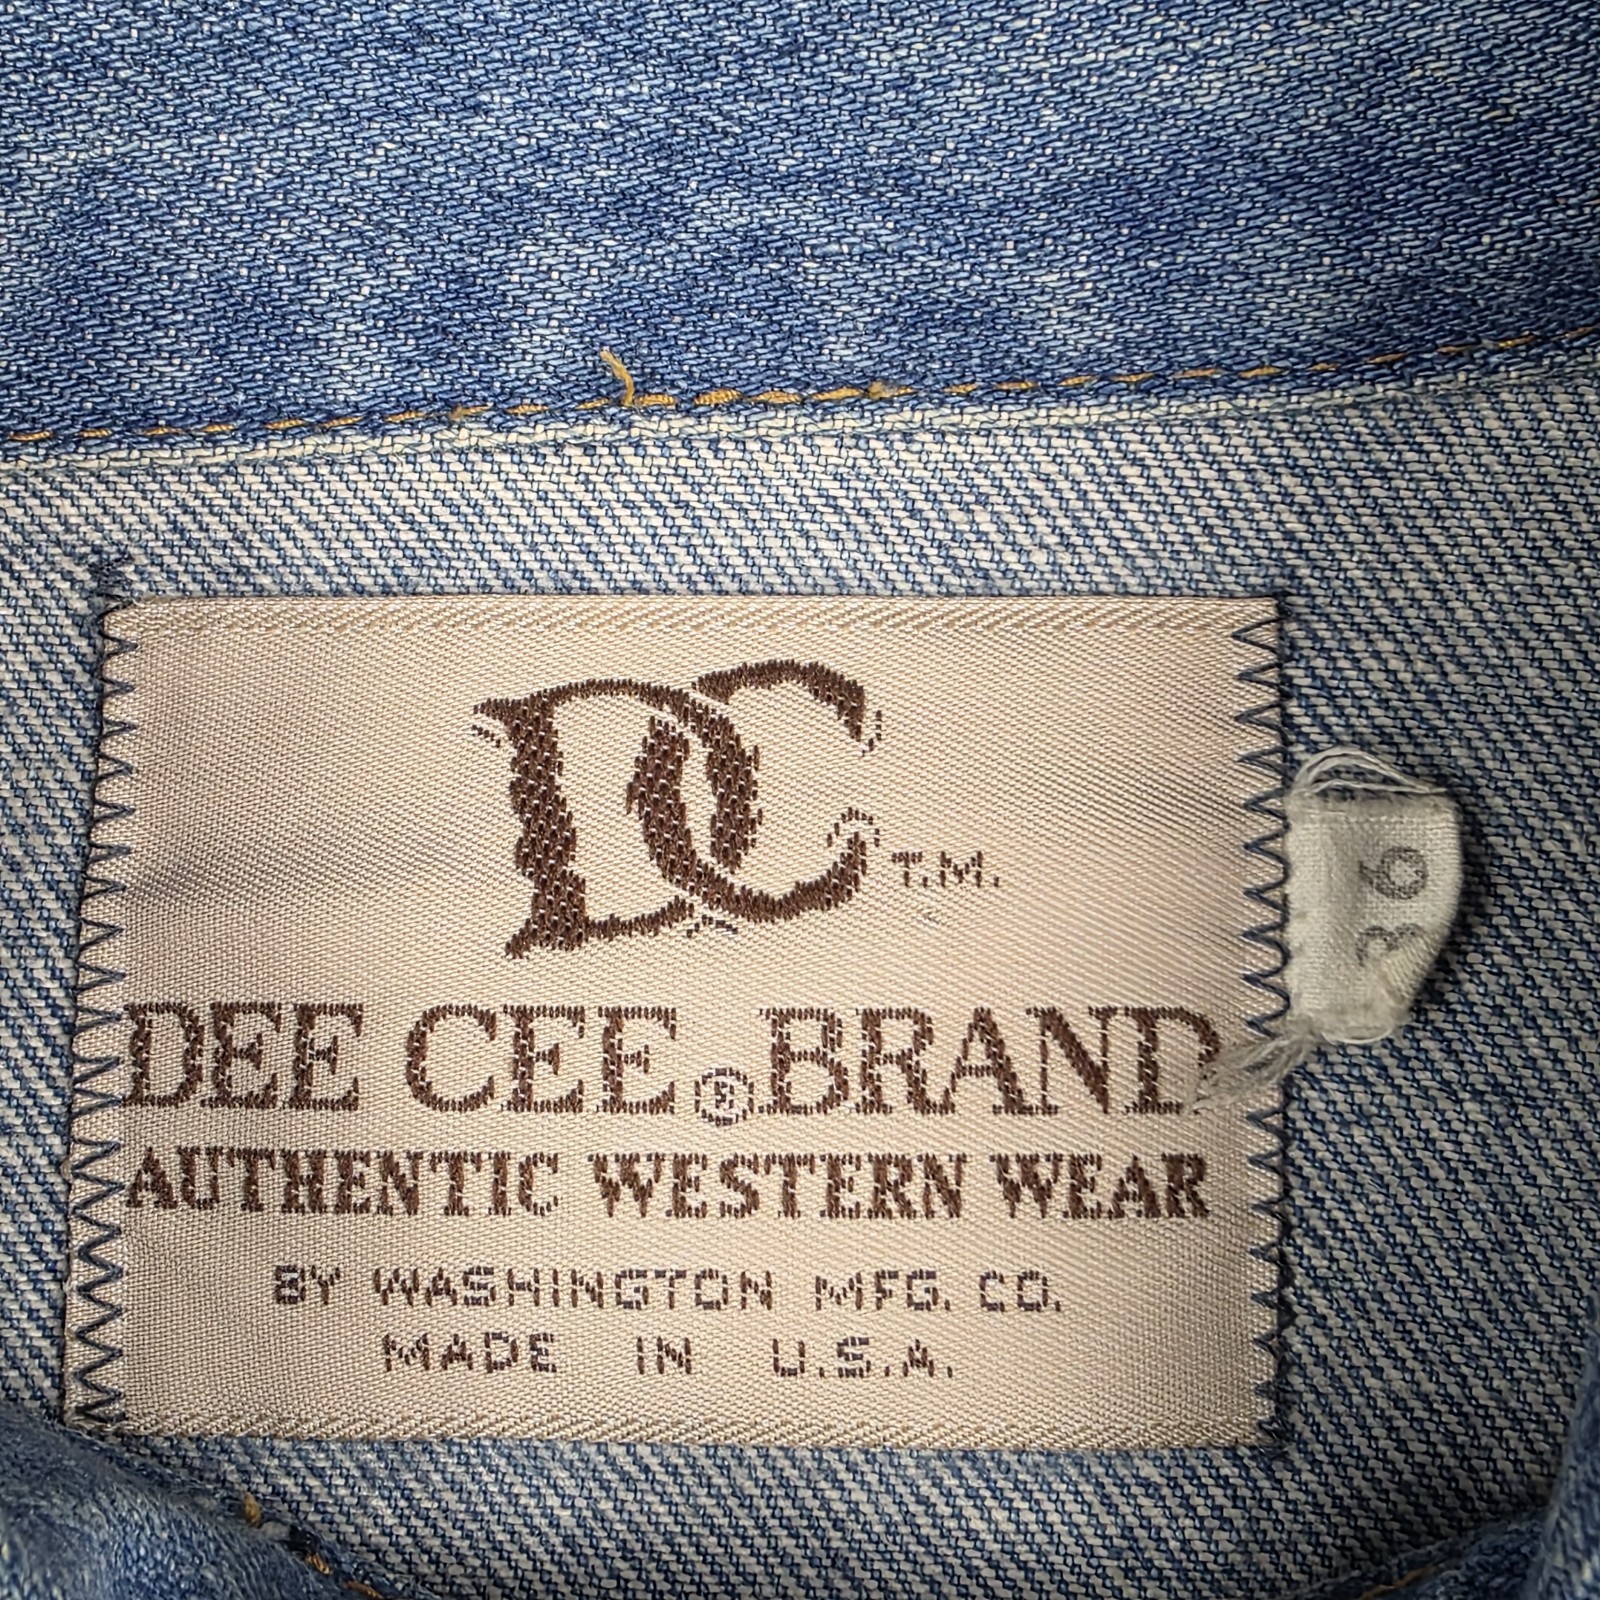 DC T.M.
DEE CEE ® BRAND
AUTHENTIC WESTERN WEAR
BY WASHINGTON MFG. CO.
MADE IN U.S.A.
36